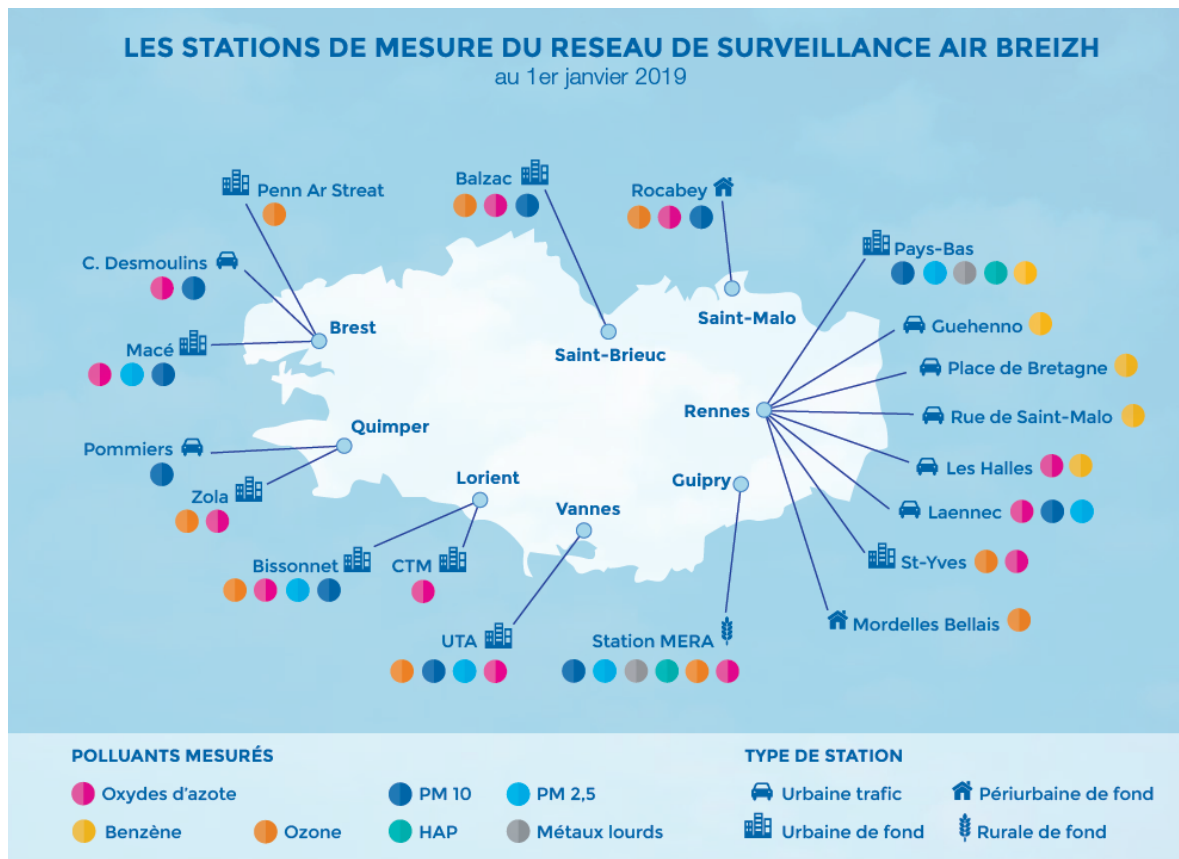 LES STATIONS DE MESURE DU RESEAU DE SURVEILLANCE AIR BREIZH
au 1er janvier 2019
Penn Ar Streat
Balzac
Rocabey
C. Desmoulins
Pays-Bas
Macé
Brest
Saint-Malo
Guehenno
Saint-Brieuc
Place de Bretagne
Rennes
Rue de Saint-Malo
Quimper
Pommiers
Les Halles
Lorient
Guipry
Zola
Vannes
Laennec
Bissonnet
CTM
St-Yves
Mordelles Bellais
UTA
Station MERA
POLLUANTS MESURÉS
Oxydes d'azote
PM 10
PM 2,5
Benzène
Ozone
HAP
Métaux lourds
TYPE DE STATION
Urbaine trafic
Périurbaine de fond
Urbaine de fond
Rurale de fond